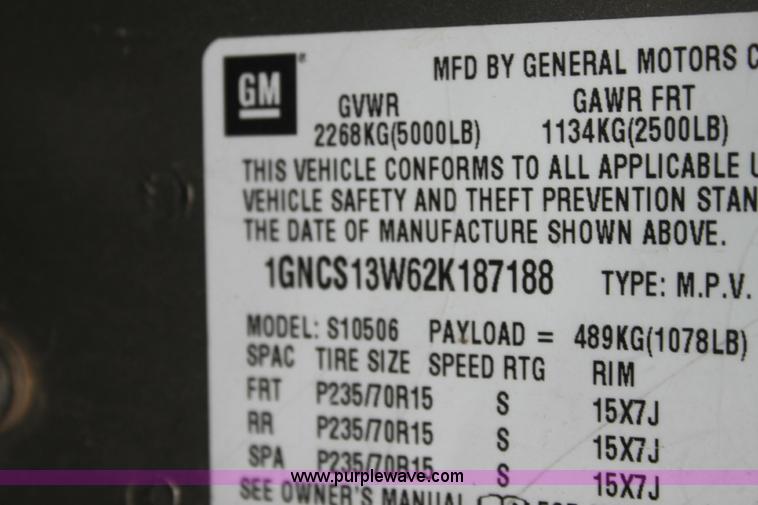 GM
MFD BY GENERAL MOTORS
GVWR GAWR FRT
2268KG(5000LB) 1134KG(2500LB)
THIS VEHICLE CONFORMS TO ALL APPLICABLE
VEHICLE SAFETY AND THEFT PREVENTION STAN
THE DATE OF MANUFACTURE SHOWN ABOVE.
1GNCS13W62K187188 TYPE: M.P.V.
MODEL: S10506 PAYLOAD = 489KG(1078LB)
SPAC TIRE SIZE SPEED RTG RIM
FRT P235/70R15 S 15X7J
RR P235/70R15 S 15X7J
SPA P235/70R15 S 15X7J
www.purplewave.com
SEE OWNER'S MANUAL